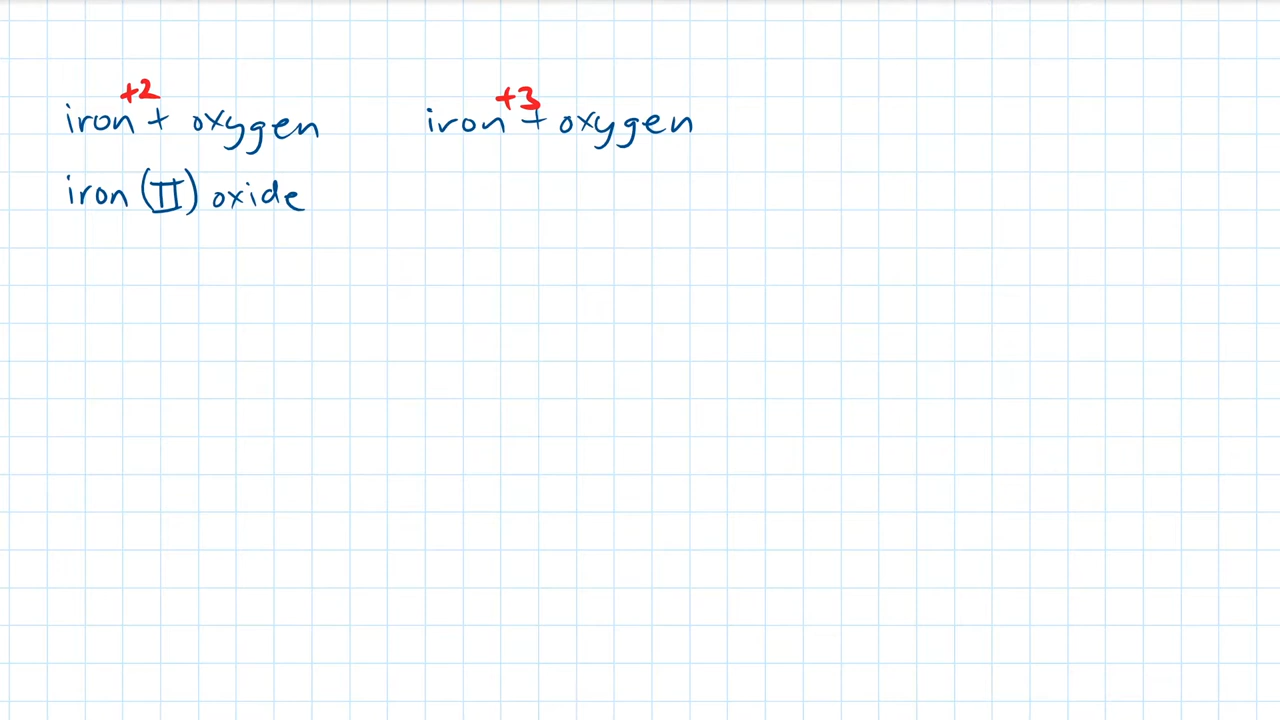 +2 +3
iron + oxygen iron + oxygen
iron (II) oxide